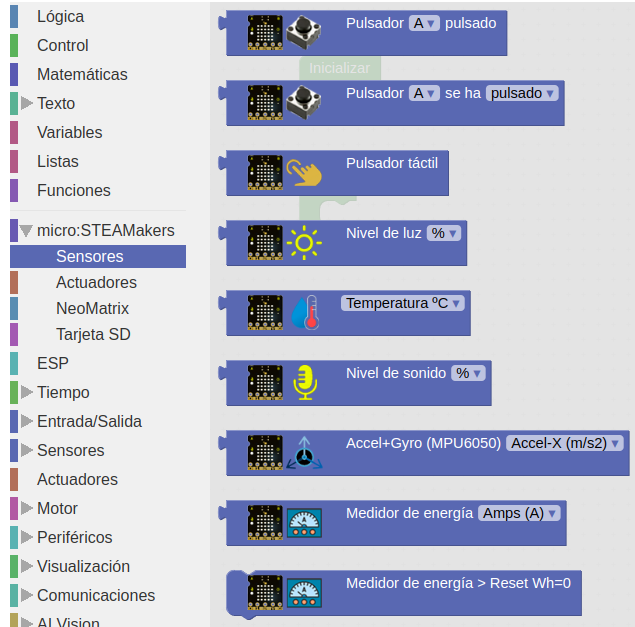 Lógica
Control
Matemáticas
Texto
Variables
Listas
Funciones
micro:STEAMakers
Sensores
Actuadores
NeoMatrix
Tarjeta SD
ESP
Tiempo
Entrada/Salida
Sensores
Actuadores
Motor
Periféricos
Visualización
Comunicaciones
AI Vision
Pulsador A pulsado
Inicializar
Pulsador A se ha pulsado
Pulsador táctil
Nivel de luz %
Temperatura ºC
Nivel de sonido %
Accel+Gyro (MPU6050) Accel-X (m/s2)
Medidor de energía Amps (A)
Medidor de energía > Reset Wh=0